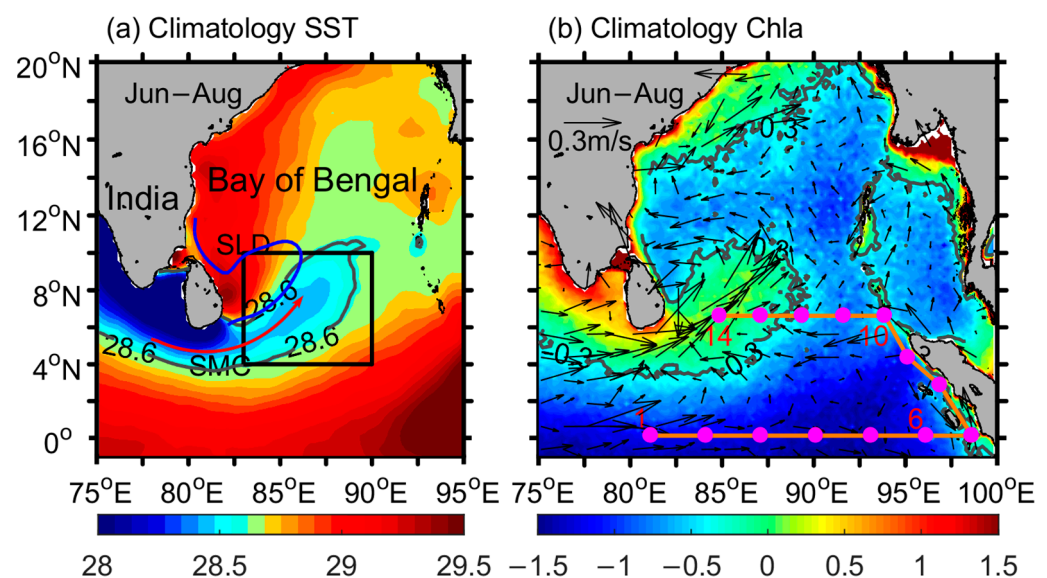 (a) Climatology SST
20°N
16°N
12°N
8°N
4°N
0°
Jun−Aug
India
Bay of Bengal
SLD
28.6
28.6
28.6
SMC
75°E 80°E 85°E 90°E 95°E
28 28.5 29 29.5
(b) Climatology Chla
Jun−Aug
0.3m/s
0.3
0.3
0.3
0.3
14
10
1
6
75°E 80°E 85°E 90°E 95°E 100°E
−1.5 −1 −0.5 0 0.5 1 1.5